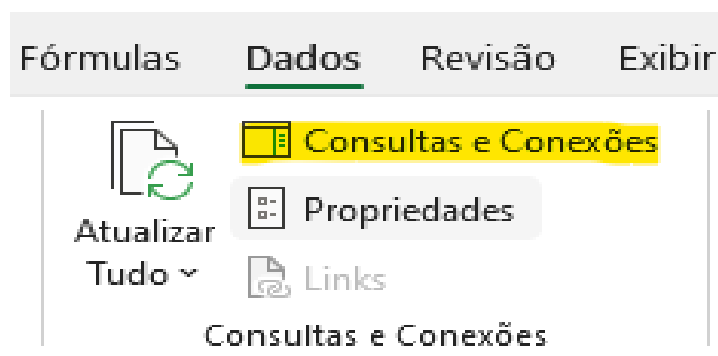 Fórmulas Dados Revisão Exibir
Consultas e Conexões
Propriedades
Atualizar
Tudo
Links
Consultas e Conexões